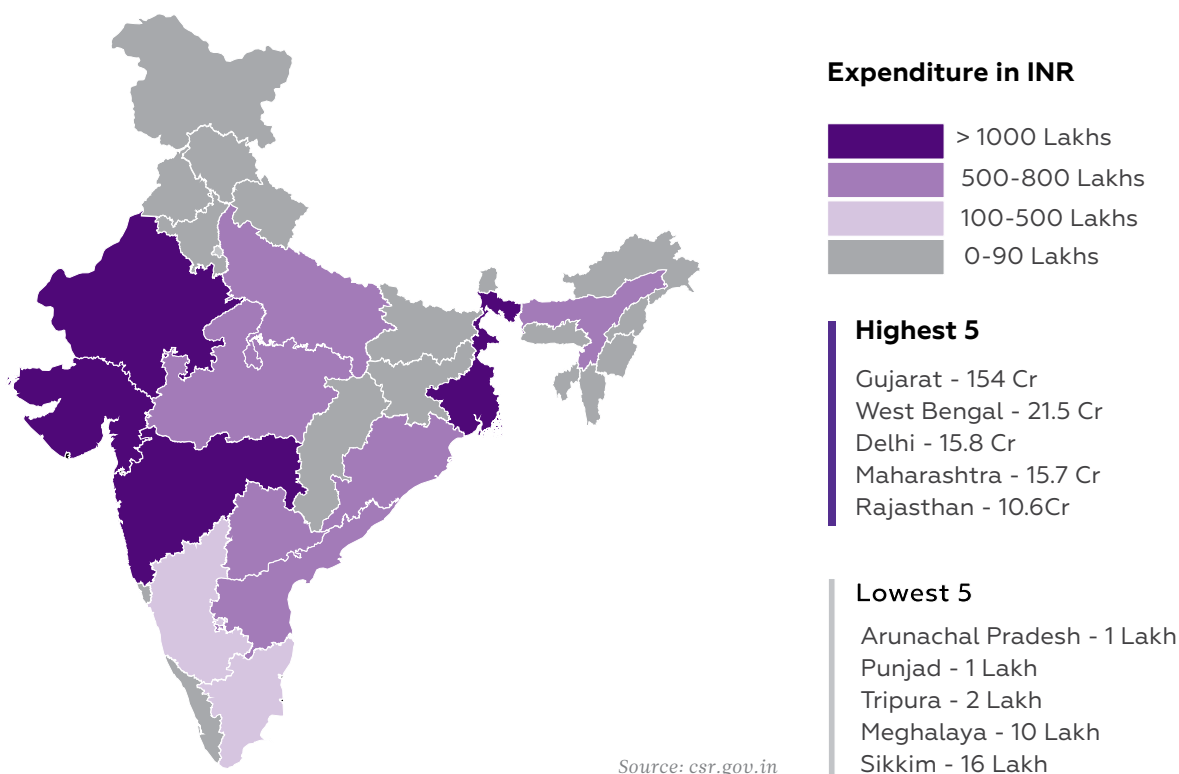 Expenditure in INR
> 1000 Lakhs
500-800 Lakhs
100-500 Lakhs
0-90 Lakhs
Highest 5
Gujarat - 154 Cr
West Bengal - 21.5 Cr
Delhi - 15.8 Cr
Maharashtra - 15.7 Cr
Rajasthan - 10.6Cr
Lowest 5
Arunachal Pradesh - 1 Lakh
Punjad - 1 Lakh
Tripura - 2 Lakh
Meghalaya - 10 Lakh
Sikkim - 16 Lakh
Source: csr.gov.in